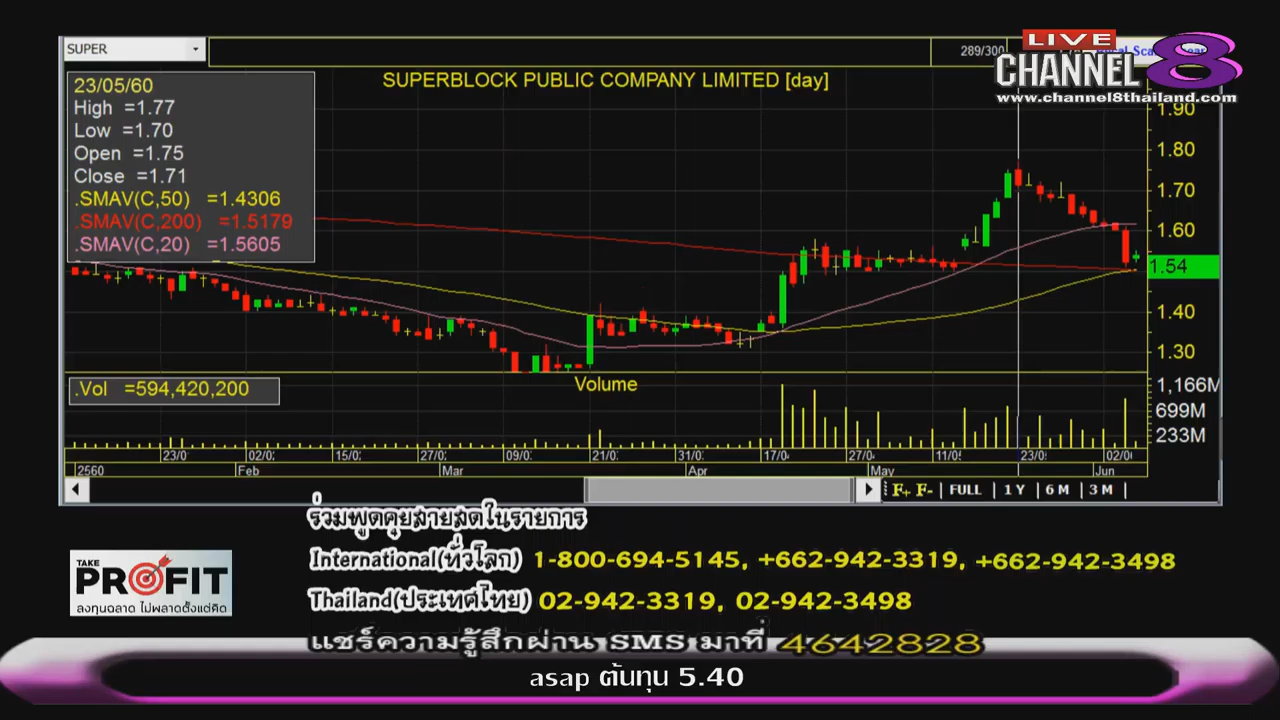 SUPER
289/300
LIVE
CHANNEL 8
www.channel8thailand.com
SUPERBLOCK PUBLIC COMPANY LIMITED [day]
23/05/60
High =1.77
Low =1.70
Open =1.75
Close =1.71
.SMAV(C,50) =1.4306
.SMAV(C,200) =1.5179
.SMAV(C,20) =1.5605
1.90
1.80
1.70
1.60
1.54
1.40
1.30
.Vol =594,420,200
Volume
1,166M
699M
233M
23/0 02/0 15/0 27/0 09/0 21/0 31/0 17/0 27/0 11/0 23/0 02/0
2560 Feb Mar Apr May Jun
F+ F- FULL 1 Y 6 M 3 M
ร่วมพูดคุยสายสดในรายการ
International(ทั่วโลก) 1-800-694-5145, +662-942-3319, +662-942-3498
Thailand(ประเทศไทย) 02-942-3319, 02-942-3498
แชร์ความรู้สึกผ่าน SMS มาที่ 4642828
TAKE
PROFIT
ลงทุนฉลาด ไม่พลาดตั้งแต่คิด
asap ต้นทุน 5.40